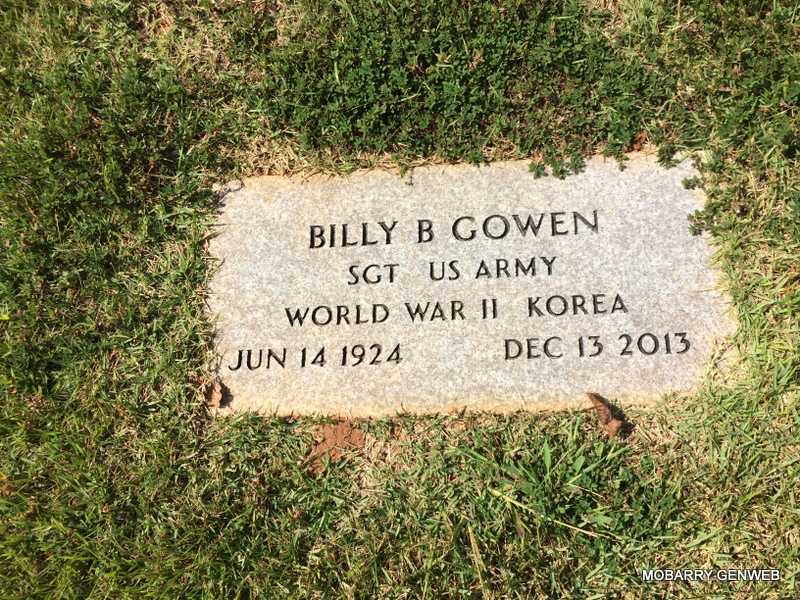 BILLY B GOWEN
SGT US ARMY
WORLD WAR II KOREA
JUN 14 1924 DEC 13 2013
MOBARRY GENWEB